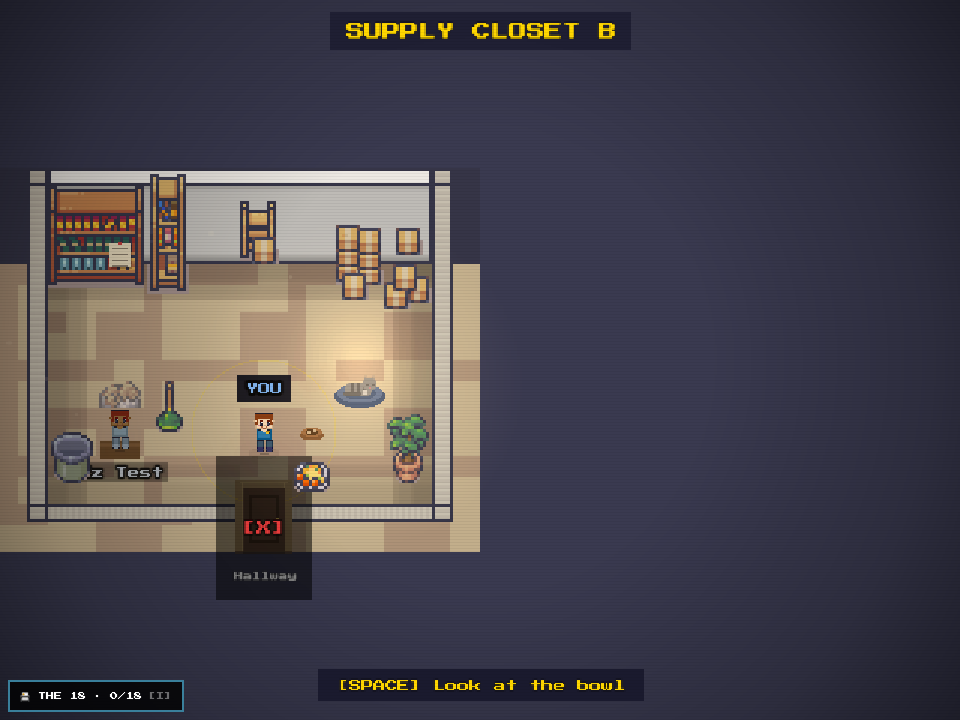 SUPPLY CLOSET B
YOU
z Test
[X]
Hallway
[SPACE] Look at the bowl
THE 18 · 0/18 [I]